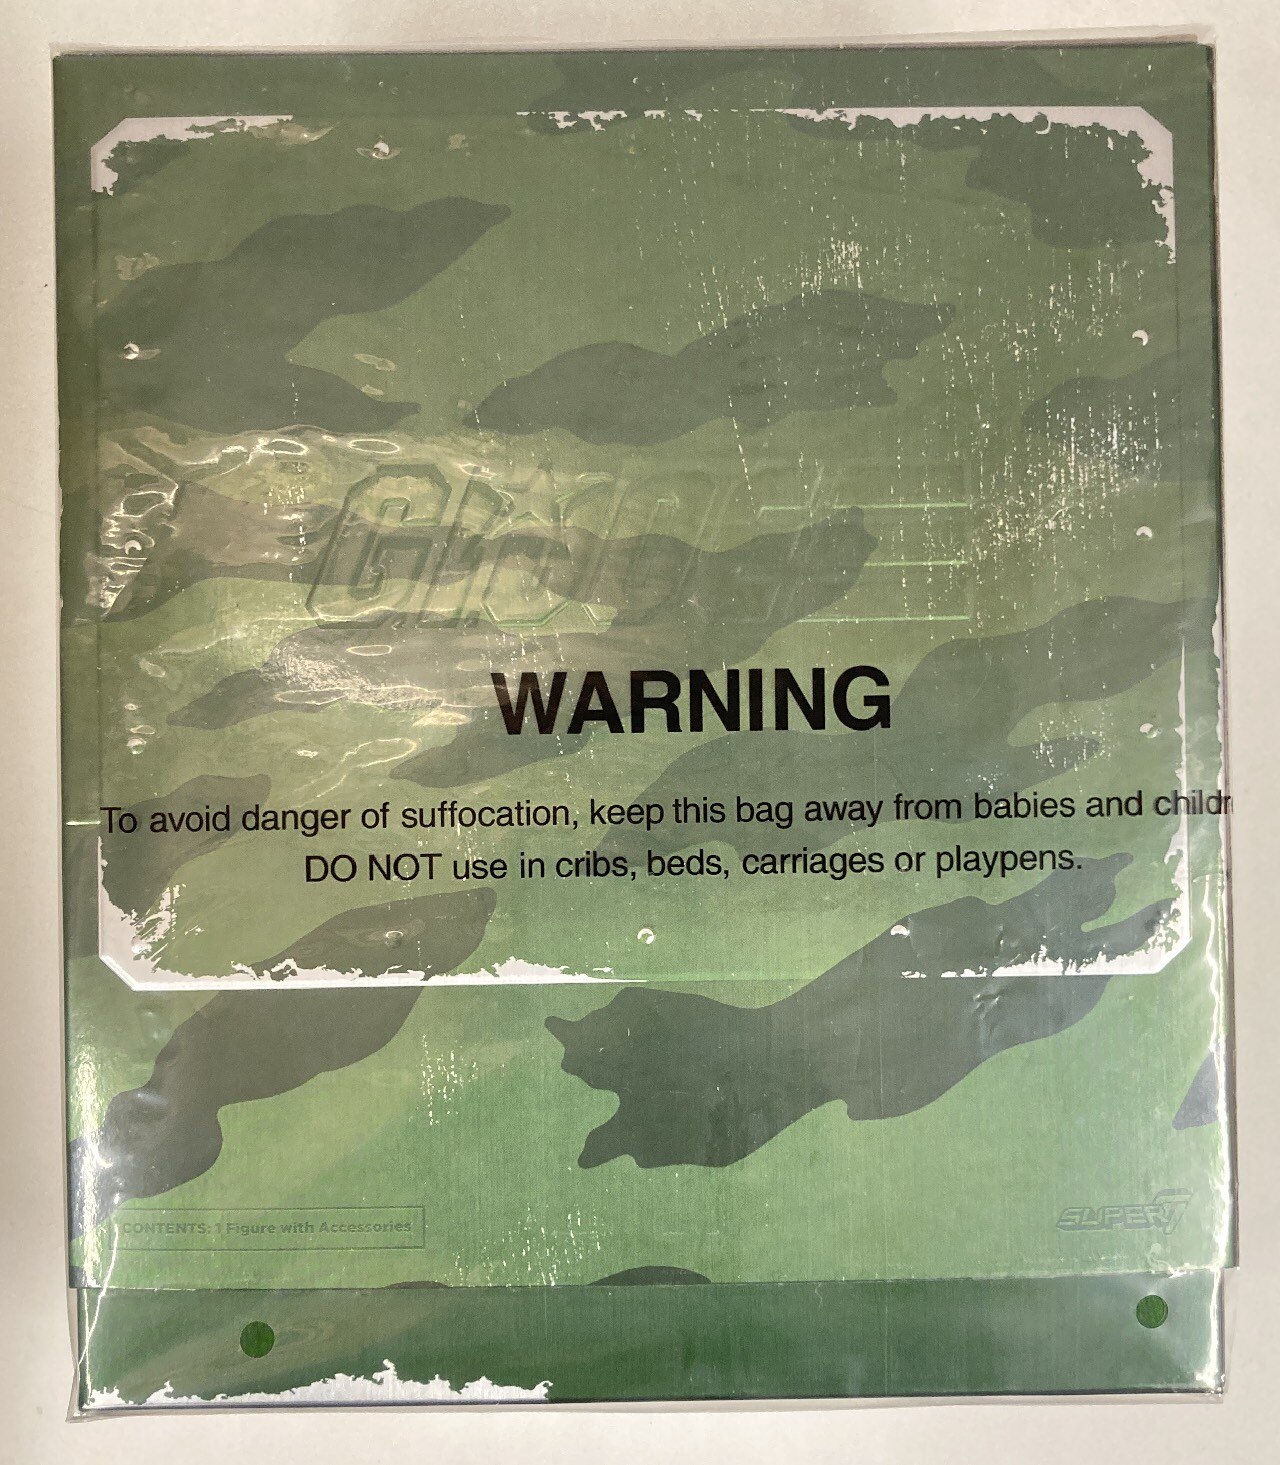 G.I. JOE
WARNING
To avoid danger of suffocation, keep this bag away from babies and childr
DO NOT use in cribs, beds, carriages or playpens.
CONTENTS: 1 Figure with Accessories
SUPER7